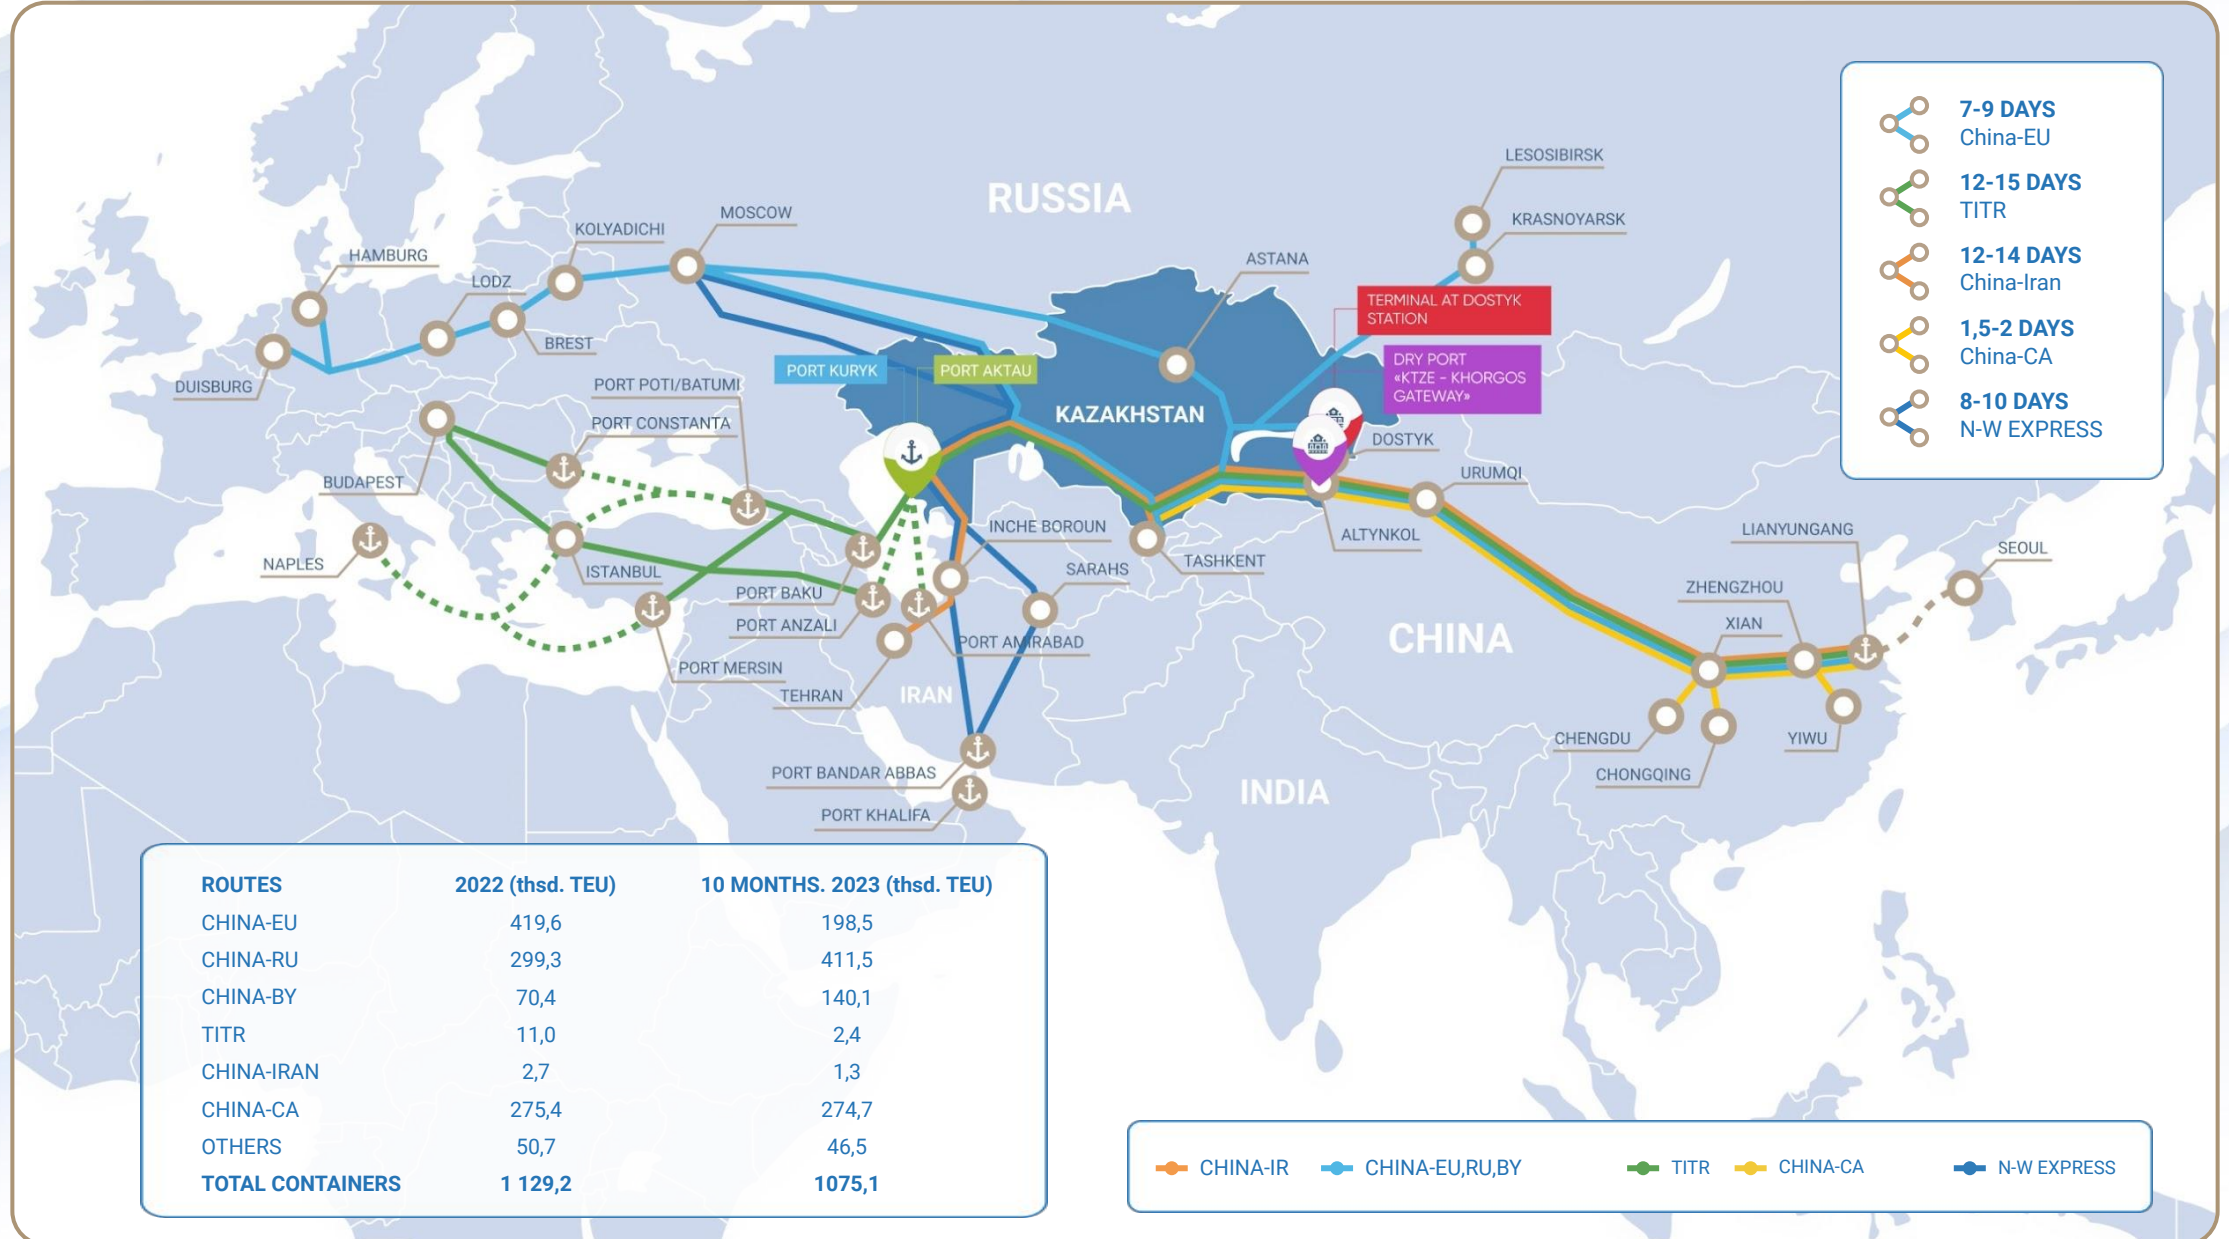 RUSSIA
LESOSIBIRSK
KRASNOYARSK
MOSCOW
KOLYADICHI
HAMBURG
LODZ
BREST
DUISBURG
ASTANA
TERMINAL AT DOSTYK
STATION
DRY PORT
«KTZE – KHORGOS
GATEWAY»
PORT KURYK
PORT AKTAU
PORT POTI/BATUMI
PORT CONSTANTA
KAZAKHSTAN
DOSTYK
URUMQI
BUDAPEST
NAPLES
ISTANBUL
INCHE BOROUN
SARAHS
TASHKENT
ALTYNKOL
LIANYUNGANG
SEOUL
ZHENGZHOU
XIAN
PORT BAKU
PORT ANZALI
PORT AMIRABAD
PORT MERSIN
TEHRAN
IRAN
CHINA
CHENGDU
CHONGQING
YIWU
PORT BANDAR ABBAS
PORT KHALIFA
INDIA
7-9 DAYS
China-EU
12-15 DAYS
TITR
12-14 DAYS
China-Iran
1,5-2 DAYS
China-CA
8-10 DAYS
N-W EXPRESS
ROUTES 2022 (thsd. TEU) 10 MONTHS. 2023 (thsd. TEU)
CHINA-EU 419,6 198,5
CHINA-RU 299,3 411,5
CHINA-BY 70,4 140,1
TITR 11,0 2,4
CHINA-IRAN 2,7 1,3
CHINA-CA 275,4 274,7
OTHERS 50,7 46,5
TOTAL CONTAINERS 1 129,2 1075,1
CHINA-IR CHINA-EU,RU,BY TITR CHINA-CA N-W EXPRESS